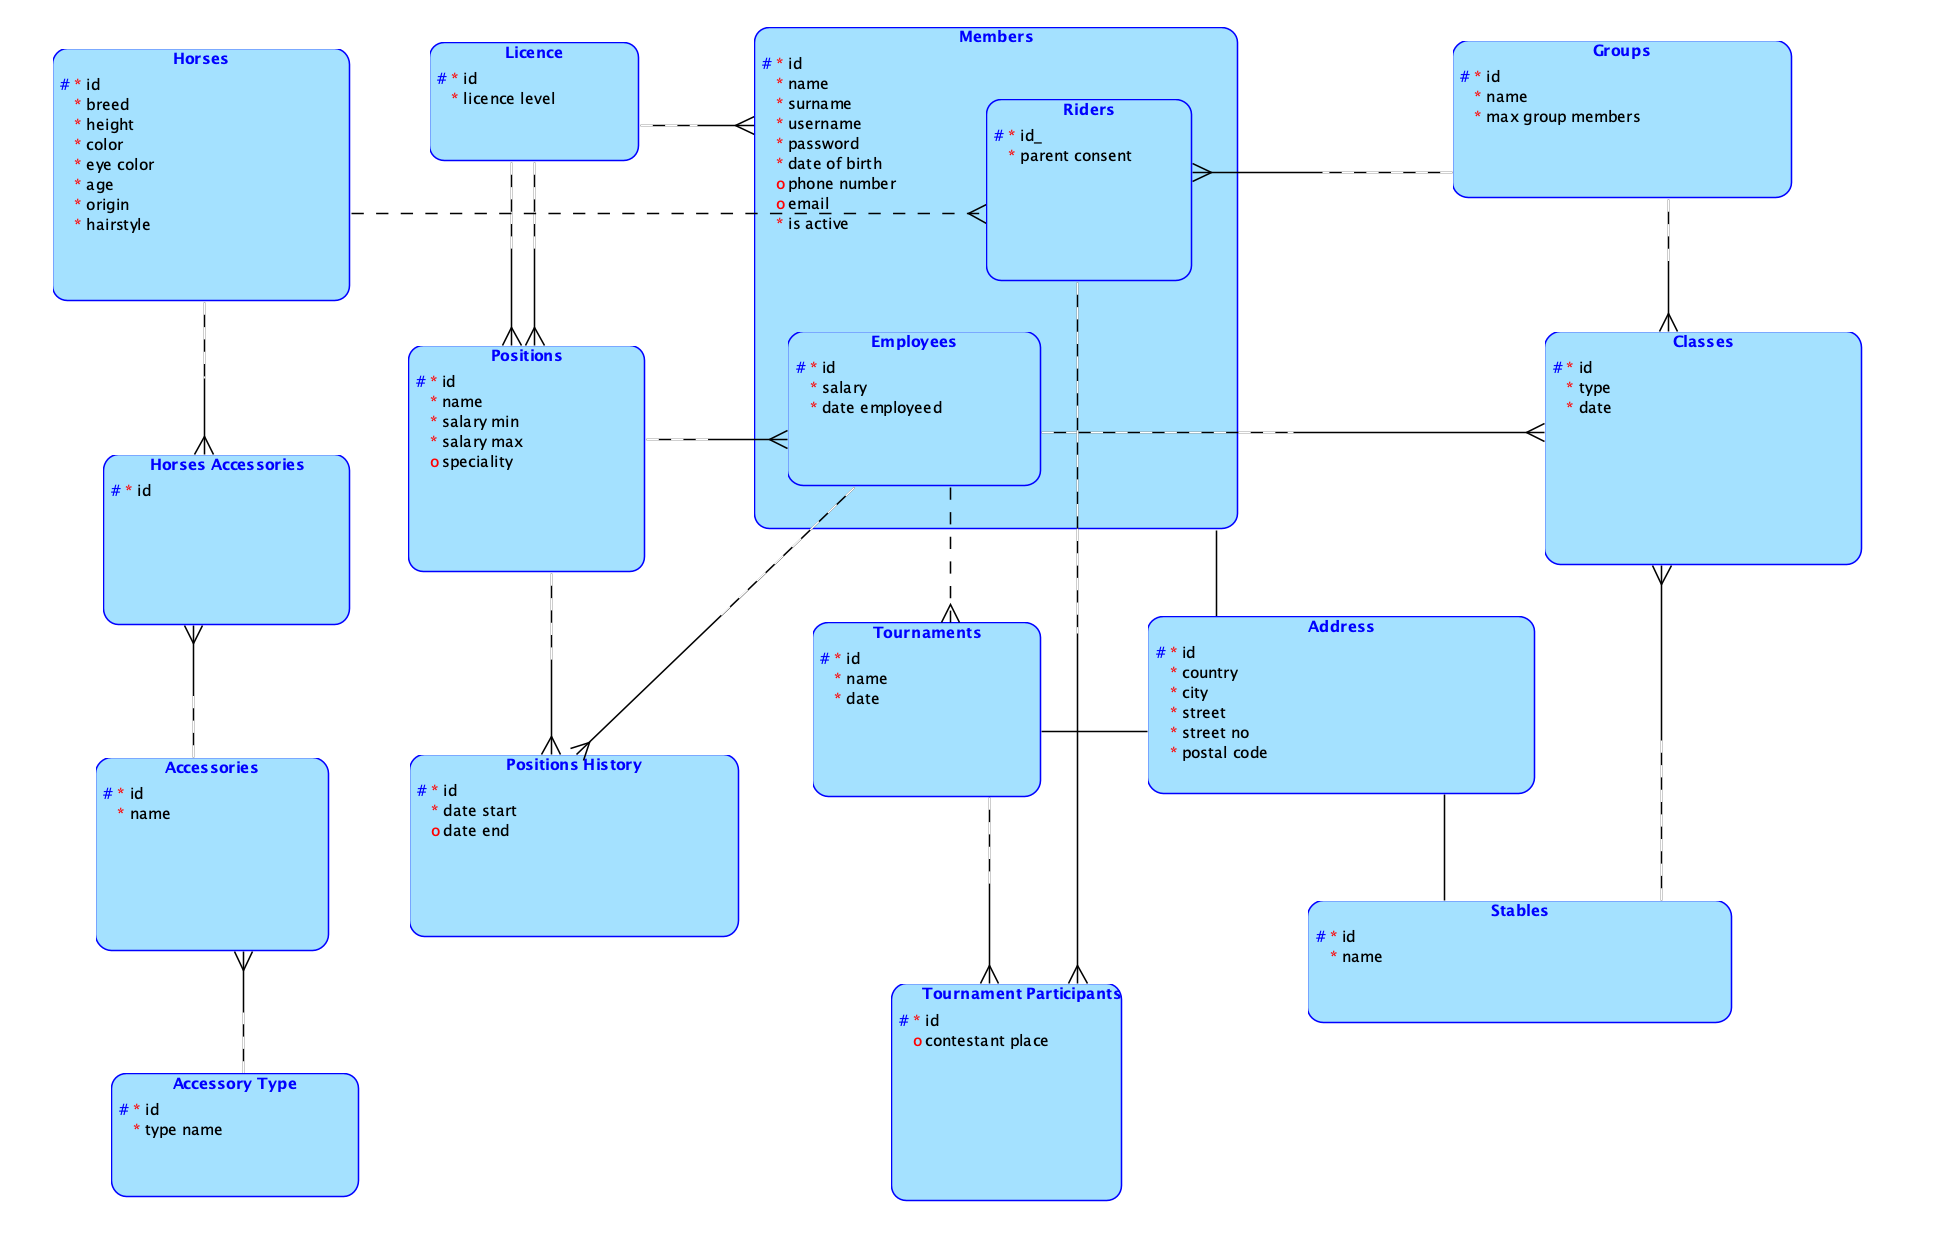 Horses
# * id
* breed
* height
* color
* eye color
* age
* origin
* hairstyle
Licence
# * id
* licence level
Members
# * id
* name
* surname
* username
* password
* date of birth
o phone number
o email
* is active
Riders
# * id_
* parent consent
Groups
# * id
* name
* max group members
Positions
# * id
* name
* salary min
* salary max
o speciality
Employees
# * id
* salary
* date employeed
Classes
# * id
* type
* date
Horses Accessories
# * id
Tournaments
# * id
* name
* date
Address
# * id
* country
* city
* street
* street no
* postal code
Accessories
# * id
* name
Positions History
# * id
* date start
o date end
Stables
# * id
* name
Tournament Participants
# * id
o contestant place
Accessory Type
# * id
* type name